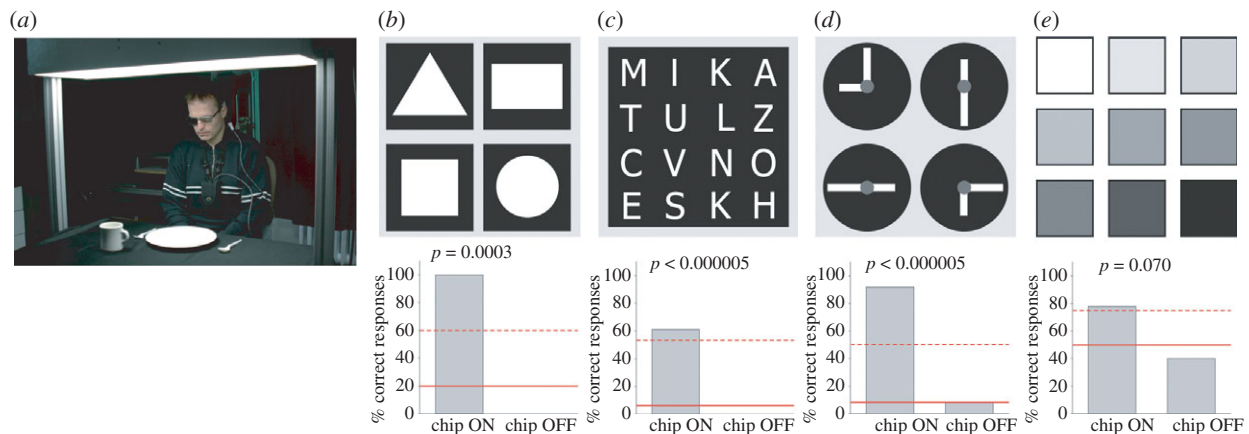 (a)
(b)
(c)
(d)
(e)
M I K A
T U L Z
C V N O
E S K H
p = 0.0003
% correct responses
100
80
60
40
20
0
chip ON chip OFF
p < 0.000005
% correct responses
100
80
60
40
20
0
chip ON chip OFF
p < 0.000005
% correct responses
100
80
60
40
20
0
chip ON chip OFF
p = 0.070
% correct responses
100
80
60
40
20
0
chip ON chip OFF